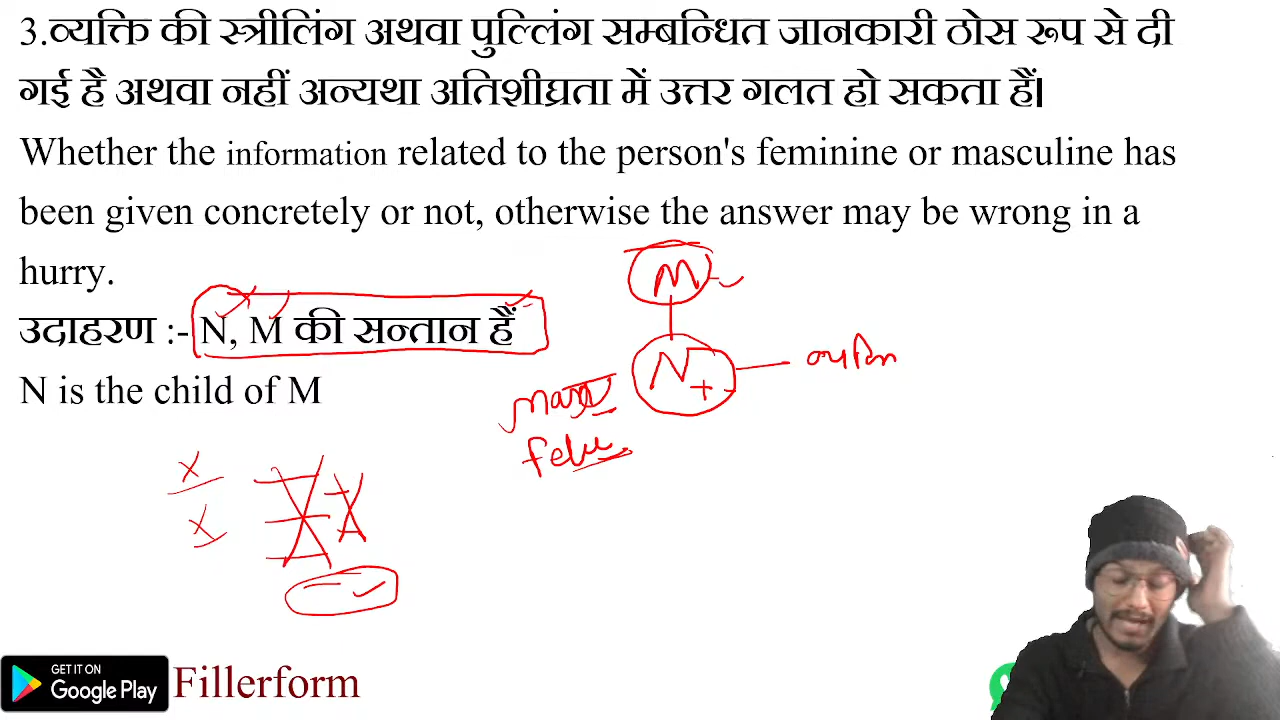 3.व्यक्ति की स्त्रीलिंग अथवा पुल्लिंग सम्बन्धित जानकारी ठोस रूप से दी
गई है अथवा नहीं अन्यथा अतिशीघ्रता में उत्तर गलत हो सकता हैं।
Whether the information related to the person's feminine or masculine has
been given concretely or not, otherwise the answer may be wrong in a
hurry.
M
उदाहरण :- N, M की सन्तान हैं
N +
N is the child of M
GET IT ON
Google Play
Fillerform